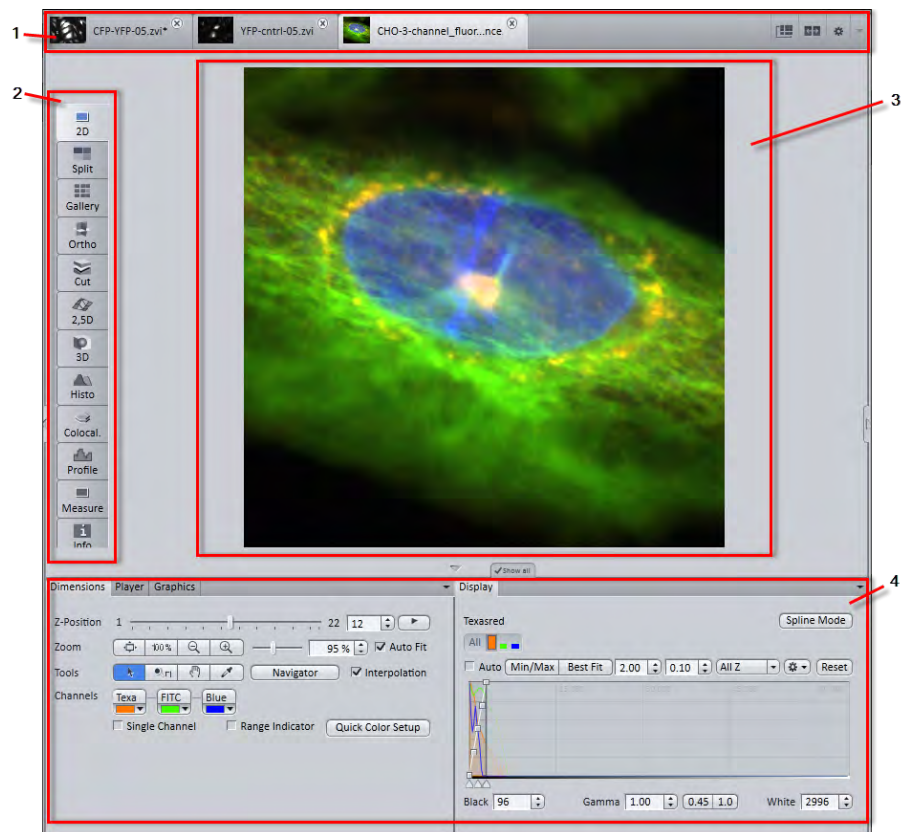 1
CFP-YFP-05.zvi*
YFP-cntrl-05.zvi
CHO-3-channel_fluor...nce
2
3
2D
Split
Gallery
Ortho
Cut
2,5D
3D
Histo
Colocal.
Profile
Measure
Info
Show all
4
Dimensions Player Graphics
Z-Position 1 22 12
Zoom 100 % 95 % Auto Fit
Tools Navigator Interpolation
Channels Texa FITC Blue
Single Channel Range Indicator Quick Color Setup
Display
Texasred Spline Mode
All
Auto Min/Max Best Fit 2.00 0.10 All Z Reset
Black 96 Gamma 1.00 0.45 1.0 White 2996